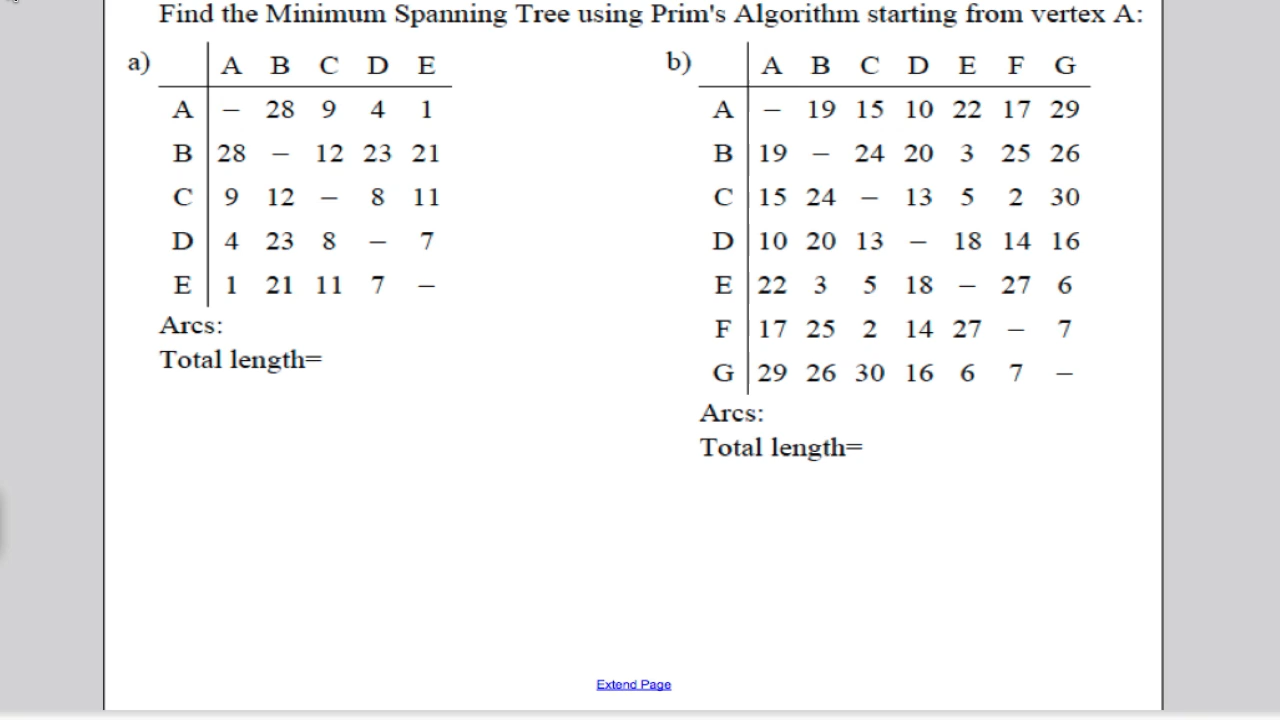 Find the Minimum Spanning Tree using Prim's Algorithm starting from vertex A:
a)
A B C D E
A – 28 9 4 1
B 28 – 12 23 21
C 9 12 – 8 11
D 4 23 8 – 7
E 1 21 11 7 –
Arcs:
Total length=
b)
A B C D E F G
A – 19 15 10 22 17 29
B 19 – 24 20 3 25 26
C 15 24 – 13 5 2 30
D 10 20 13 – 18 14 16
E 22 3 5 18 – 27 6
F 17 25 2 14 27 – 7
G 29 26 30 16 6 7 –
Arcs:
Total length=
Extend Page